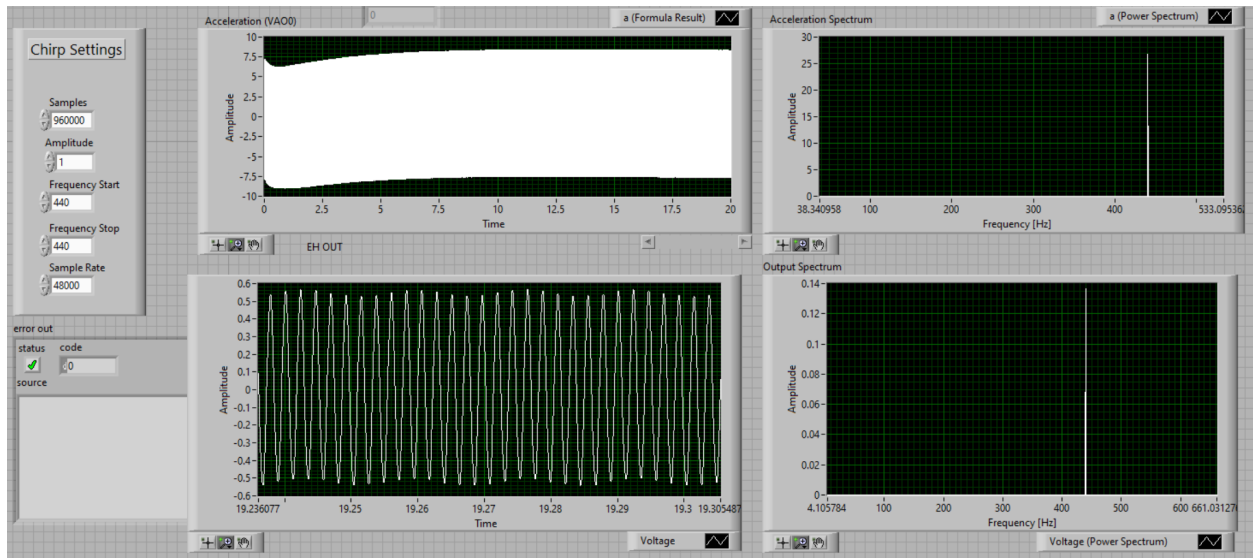 Chirp Settings
Samples
960000
Amplitude
1
Frequency Start
440
Frequency Stop
440
Sample Rate
48000
error out
status code
0
source
0
Acceleration (VAO0)
a (Formula Result)
Amplitude
10
7.5
5
2.5
0
-2.5
-5
-7.5
-10
0 2.5 5 7.5 10 12.5 15 17.5 20
Time
Acceleration Spectrum
a (Power Spectrum)
Amplitude
30
25
20
15
10
5
0
38.340958 100 200 300 400 533.095362
Frequency [Hz]
EH OUT
Amplitude
0.6
0.5
0.4
0.3
0.2
0.1
0
-0.1
-0.2
-0.3
-0.4
-0.5
-0.6
19.236077 19.25 19.26 19.27 19.28 19.29 19.3 19.305487
Time
Voltage
Output Spectrum
Amplitude
0.14
0.12
0.1
0.08
0.06
0.04
0.02
0
4.105784 100 200 300 400 500 600 661.031276
Frequency [Hz]
Voltage (Power Spectrum)